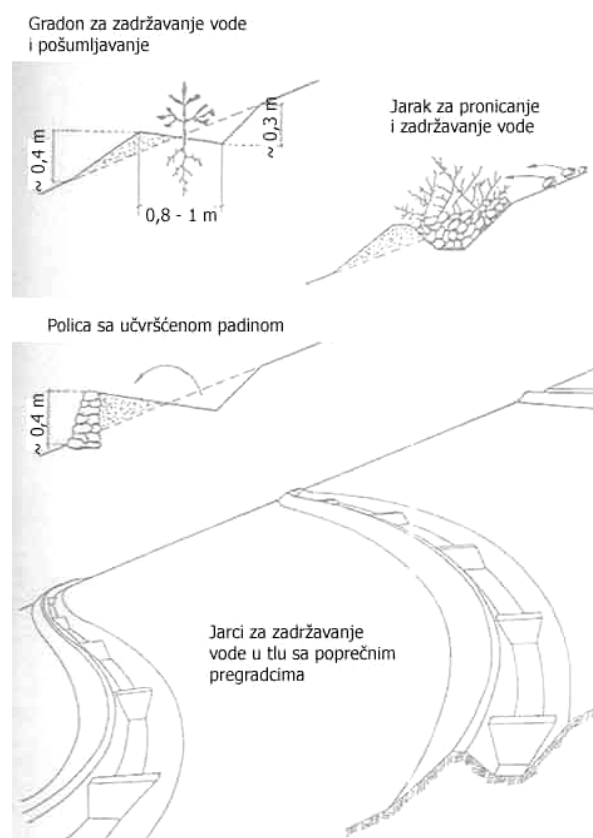 Gradon za zadržavanje vode
i pošumljavanje
~ 0,4 m
~ 0,3 m
0,8 - 1 m
Jarak za pronicanje
i zadržavanje vode
Polica sa učvršćenom padinom
~ 0,4 m
Jarci za zadržavanje
vode u tlu sa poprečnim
pregradcima